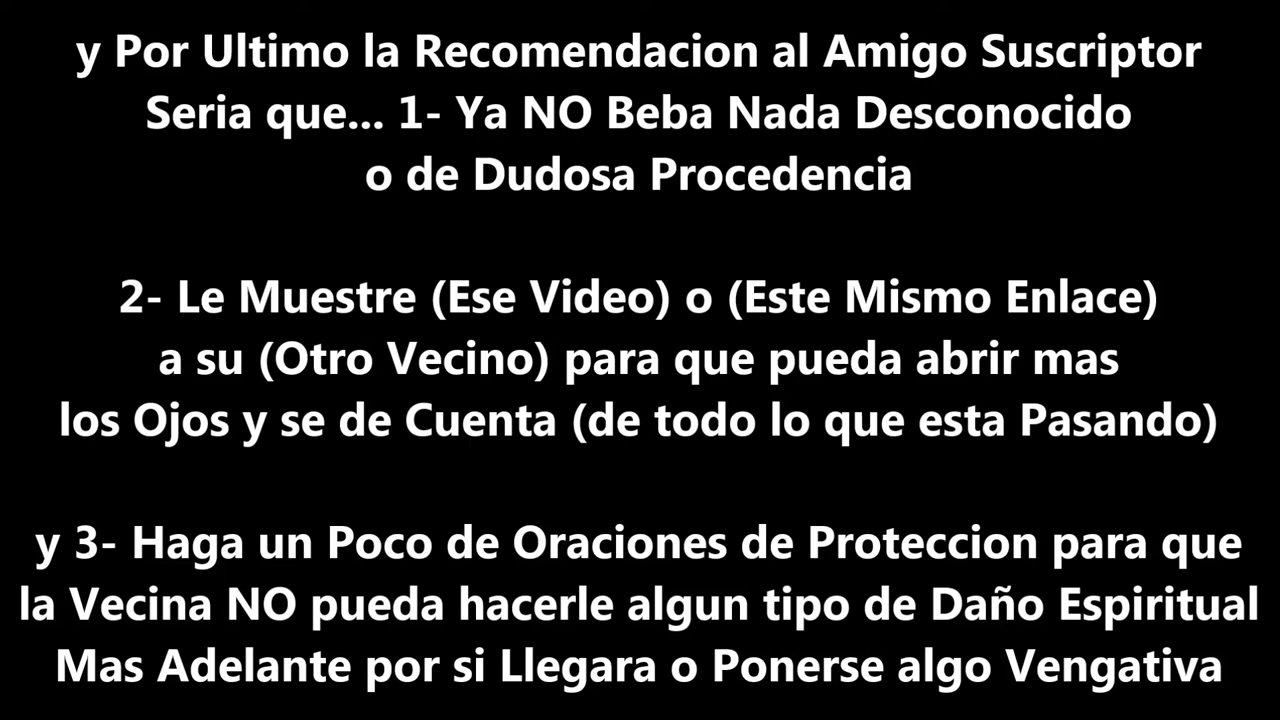 y Por Ultimo la Recomendacion al Amigo Suscriptor
Seria que... 1- Ya NO Beba Nada Desconocido
o de Dudosa Procedencia
2- Le Muestre (Ese Video) o (Este Mismo Enlace)
a su (Otro Vecino) para que pueda abrir mas
los Ojos y se de Cuenta (de todo lo que esta Pasando)
y 3- Haga un Poco de Oraciones de Proteccion para que
la Vecina NO pueda hacerle algun tipo de Daño Espiritual
Mas Adelante por si Llegara o Ponerse algo Vengativa